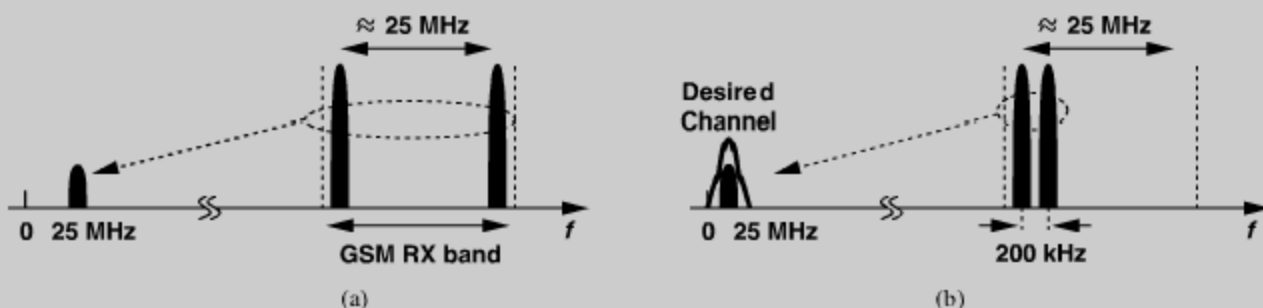 ≈ 25 MHz
0 25 MHz
f
GSM RX band
(a)
≈ 25 MHz
Desired
Channel
0 25 MHz
f
200 kHz
(b)